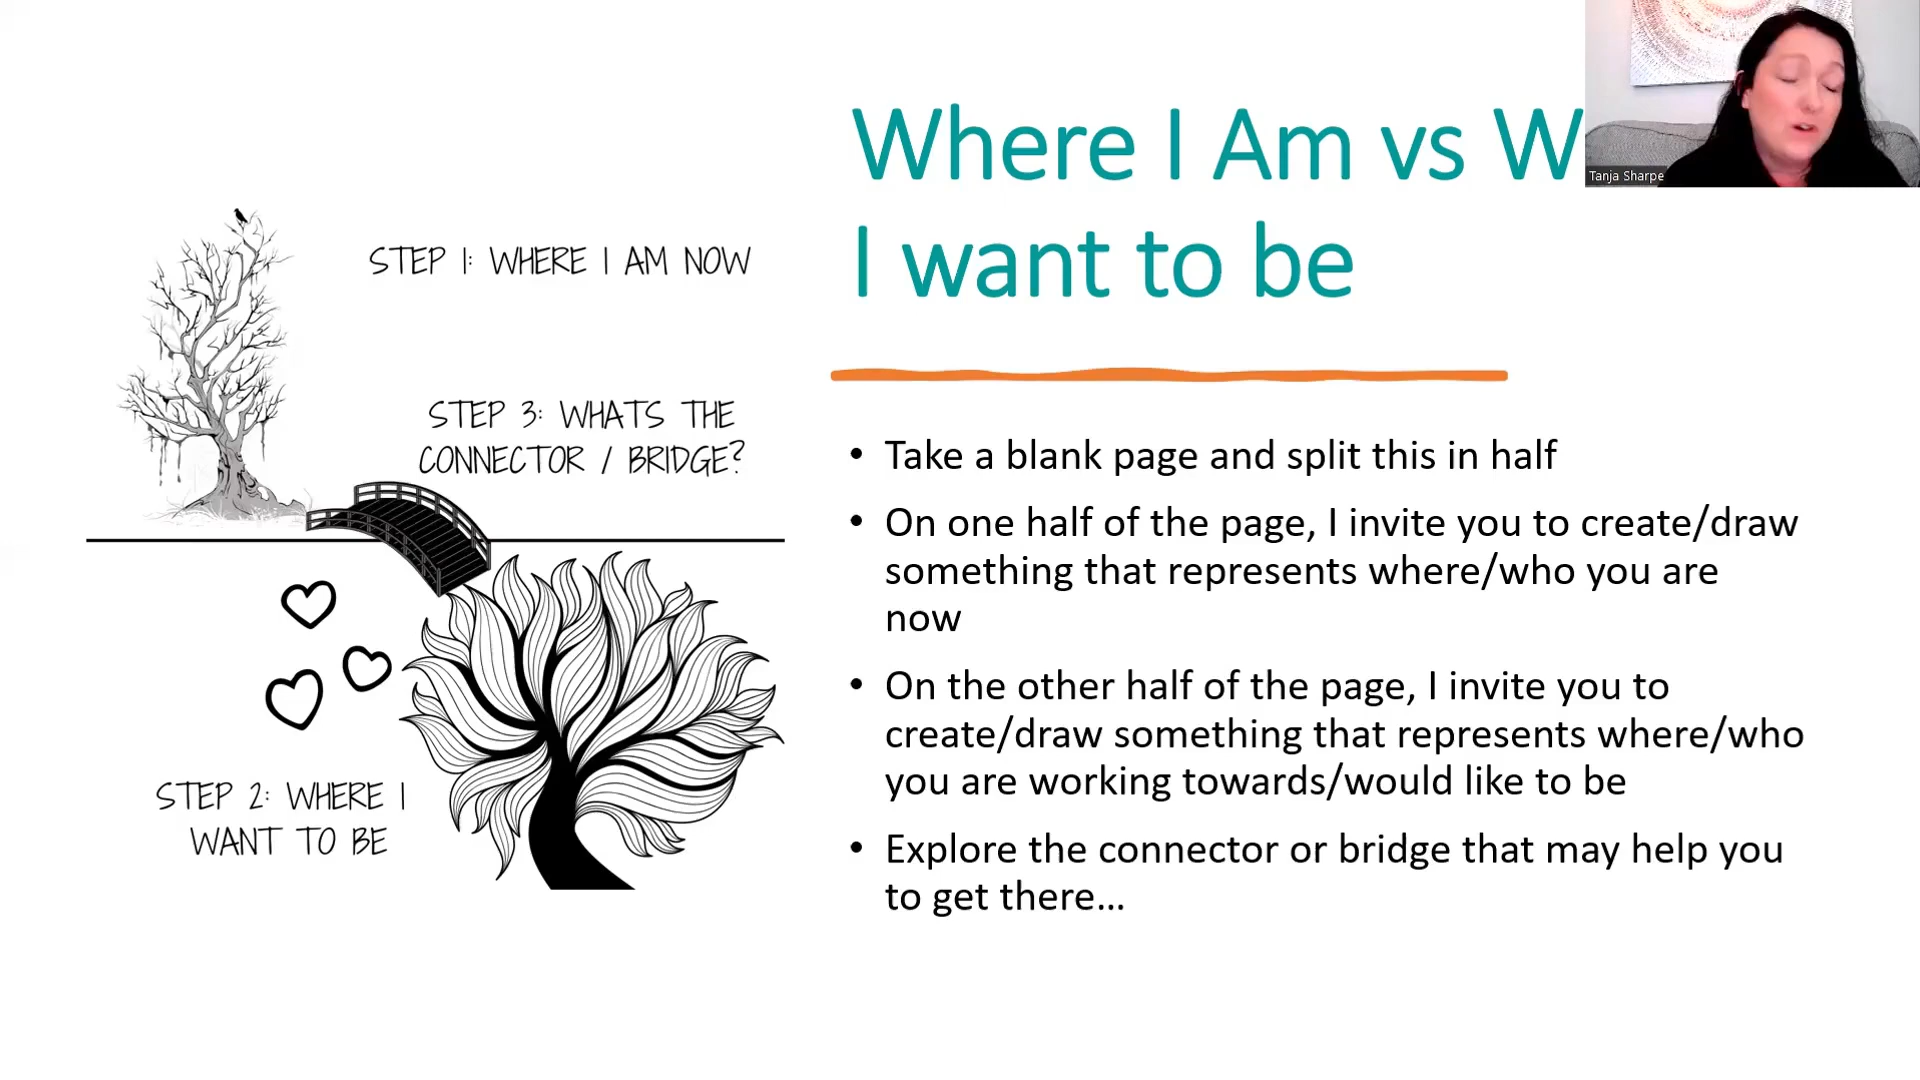 Where I Am vs W
I want to be
Tanja Sharpe
STEP 1: WHERE I AM NOW
STEP 3: WHATS THE
CONNECTOR / BRIDGE?
STEP 2: WHERE I
WANT TO BE
• Take a blank page and split this in half
• On one half of the page, I invite you to create/draw
something that represents where/who you are
now
• On the other half of the page, I invite you to
create/draw something that represents where/who
you are working towards/would like to be
• Explore the connector or bridge that may help you
to get there...